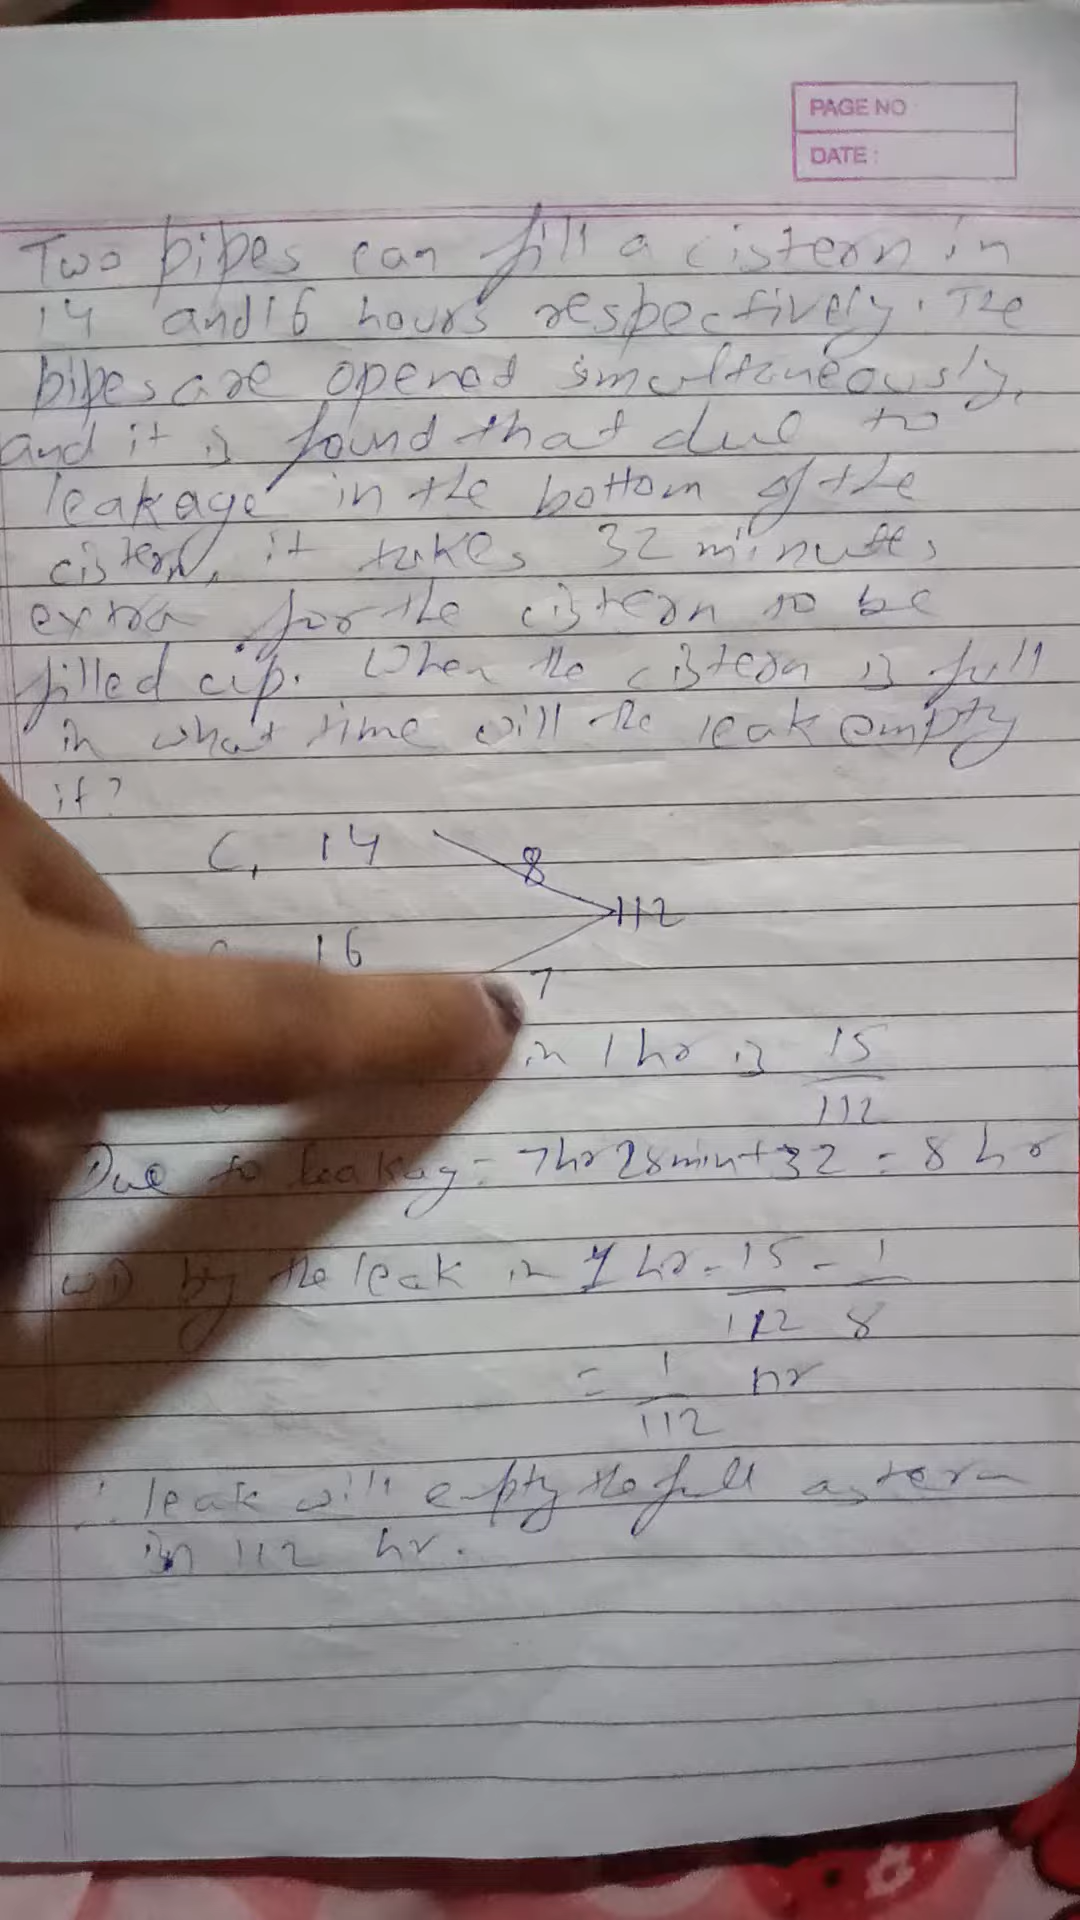 PAGE NO
DATE :
Two pipes can fill a cistern in
14 and 16 hours respectively. The
pipes are opened simultaneously,
and it is found that due to
leakage in the bottom of the
cistern, it takes 32 minutes
extra for the cistern to be
filled up. When the cistern is full
in what time will the leak empty
it?
C, 14 8
112
16
7
in 1 hr is 15/112
Due to leakag = 7hr 28min + 32 = 8 hr
WD by the leak in 1 hr = 15/112 - 1/8
= 1/112 hr
∴ leak will empty the full
in 112 hr.